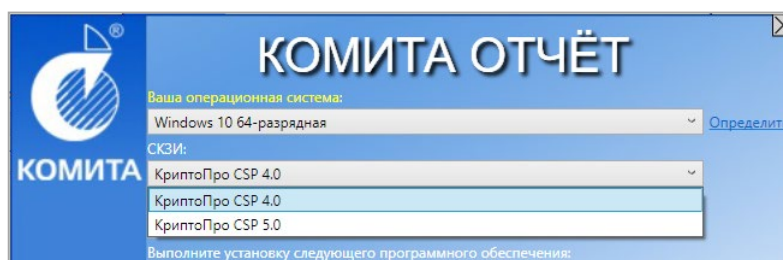 ®
КОМИТА ОТЧЁТ
Ваша операционная система:
Windows 10 64-разрядная
Определит
СКЗИ:
КОМИТА
КриптоПро CSP 4.0
КриптоПро CSP 4.0
КриптоПро CSP 5.0
Выполните установку следующего программного обеспечения: